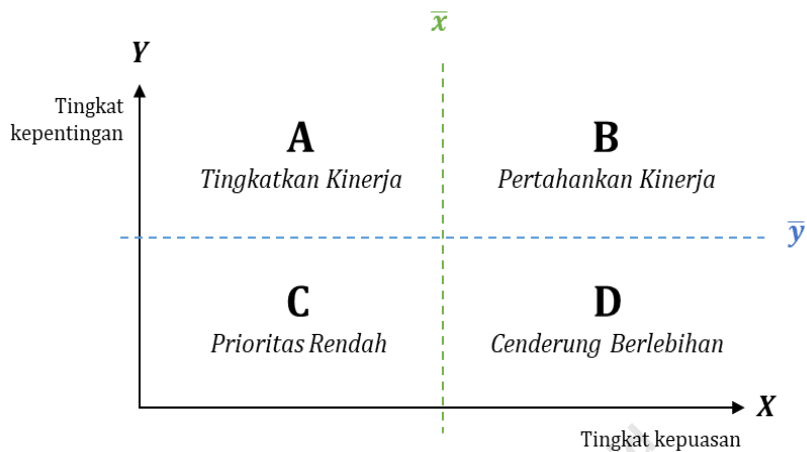 x̅
Y
Tingkat
kepentingan
A
Tingkatkan Kinerja
B
Pertahankan Kinerja
y̅
C
Prioritas Rendah
D
Cenderung Berlebihan
X
Tingkat kepuasan